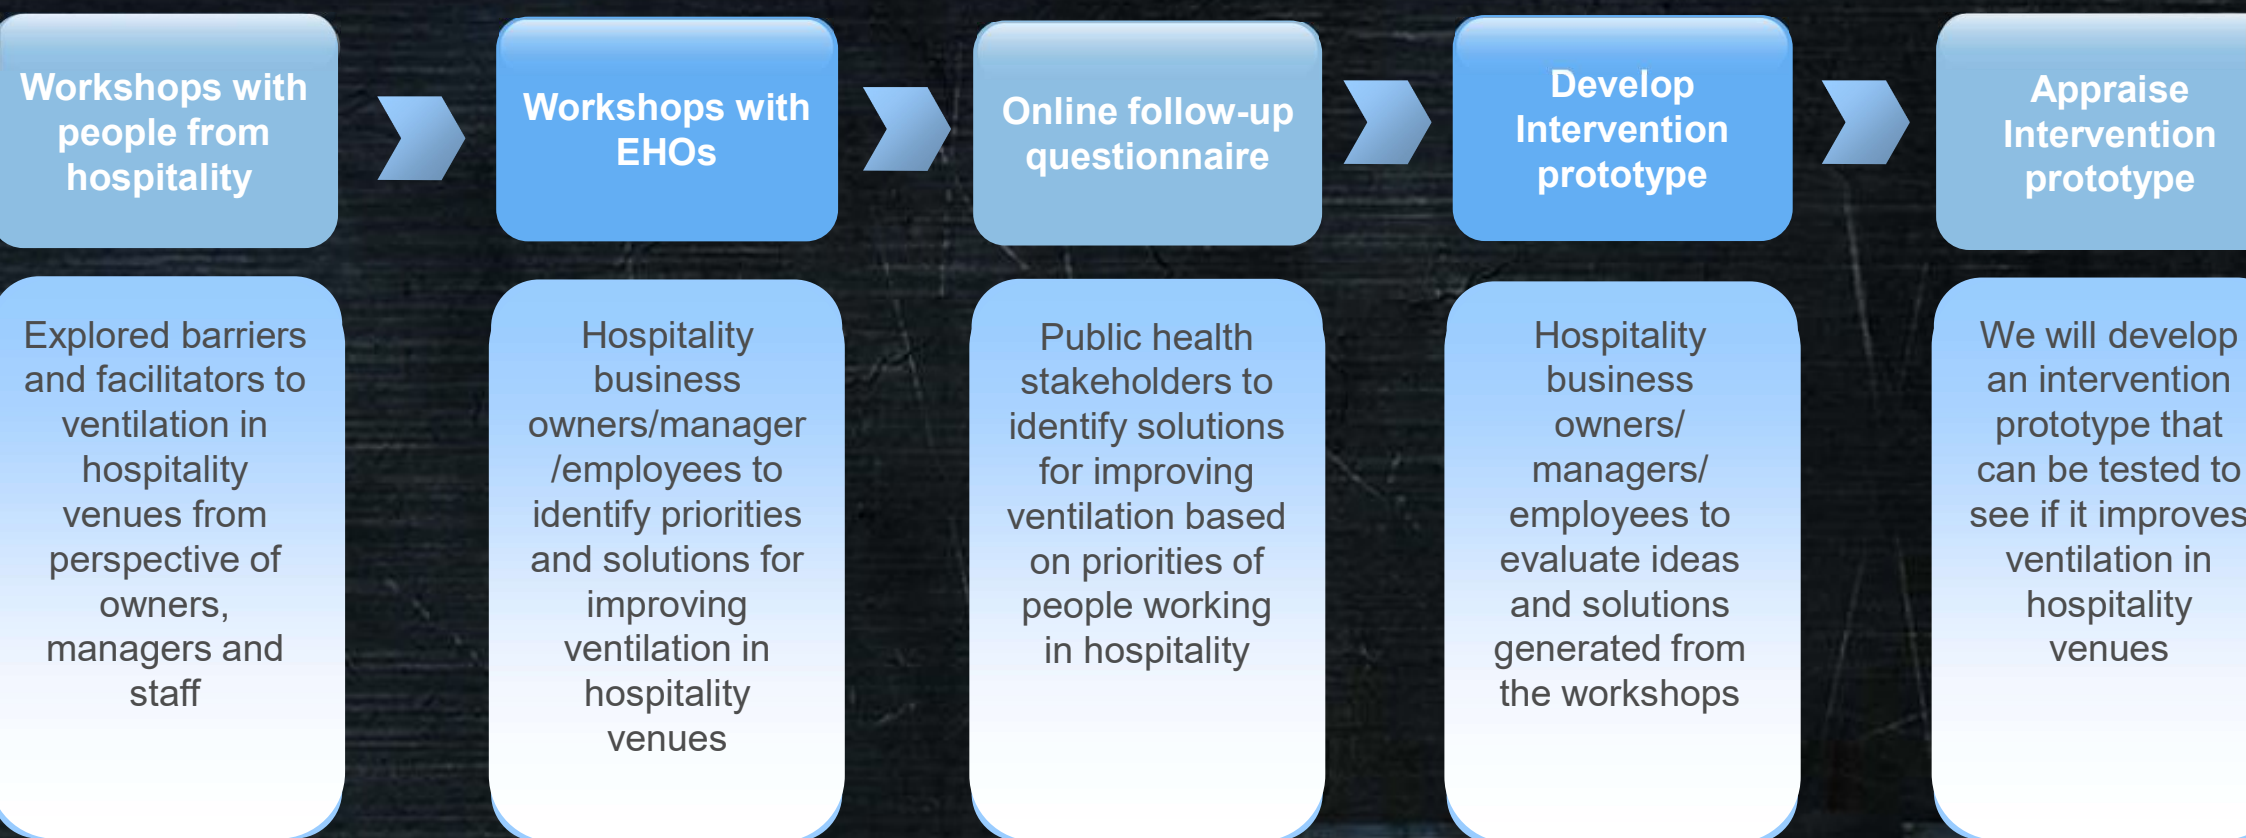 Workshops with
people from
hospitality
Workshops with
EHOs
Online follow-up
questionnaire
Develop
Intervention
prototype
Appraise
Intervention
prototype
Explored barriers
and facilitators to
ventilation in
hospitality
venues from
perspective of
owners,
managers and
staff
Hospitality
business
owners/manager
/employees to
identify priorities
and solutions for
improving
ventilation in
hospitality
venues
Public health
stakeholders to
identify solutions
for improving
ventilation based
on priorities of
people working
in hospitality
Hospitality
business
owners/
managers/
employees to
evaluate ideas
and solutions
generated from
the workshops
We will develop
an intervention
prototype that
can be tested to
see if it improves
ventilation in
hospitality
venues